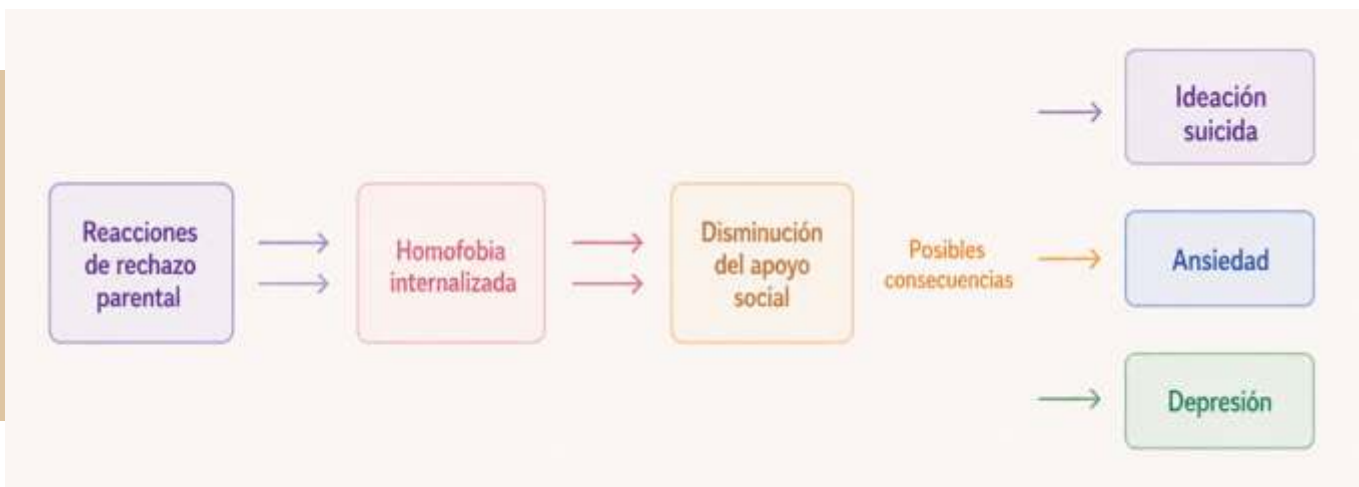 Reacciones
de rechazo
parental
Homofobia
internalizada
Disminución
del apoyo
social
Posibles
consecuencias
Ideación
suicida
Ansiedad
Depresión